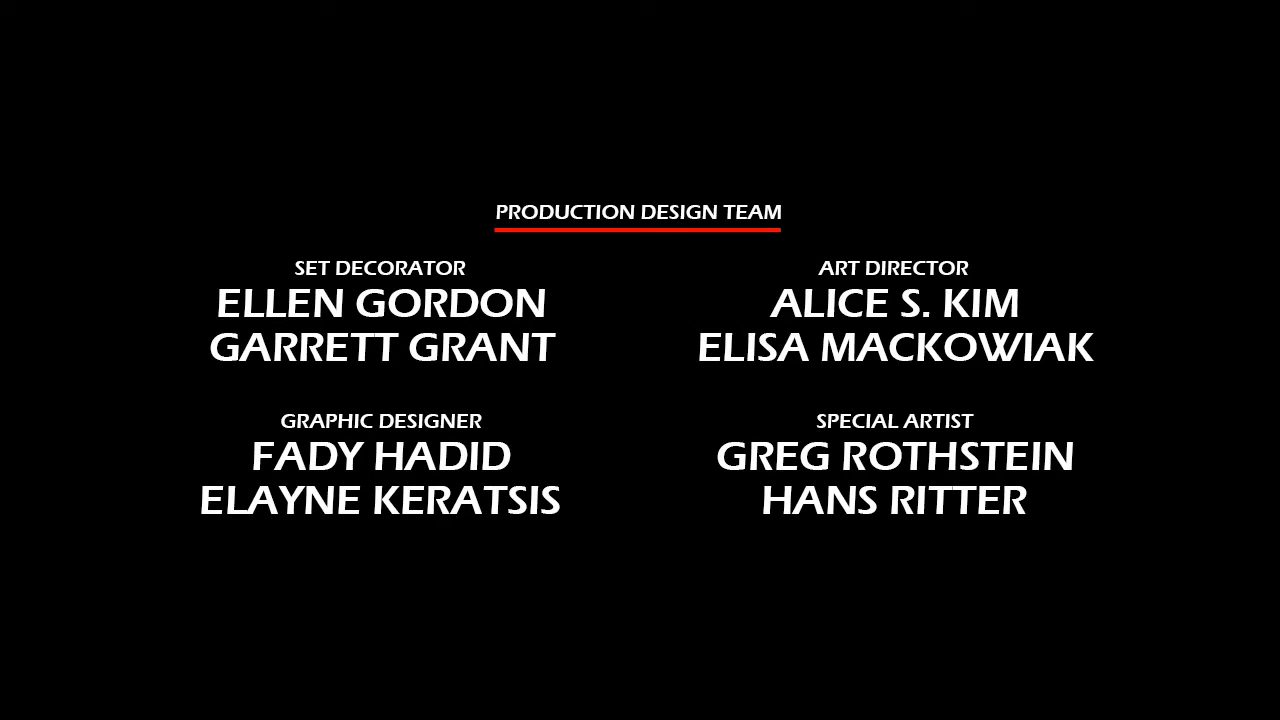 PRODUCTION DESIGN TEAM
SET DECORATOR
ELLEN GORDON
GARRETT GRANT
ART DIRECTOR
ALICE S. KIM
ELISA MACKOWIAK
GRAPHIC DESIGNER
FADY HADID
ELAYNE KERATSIS
SPECIAL ARTIST
GREG ROTHSTEIN
HANS RITTER